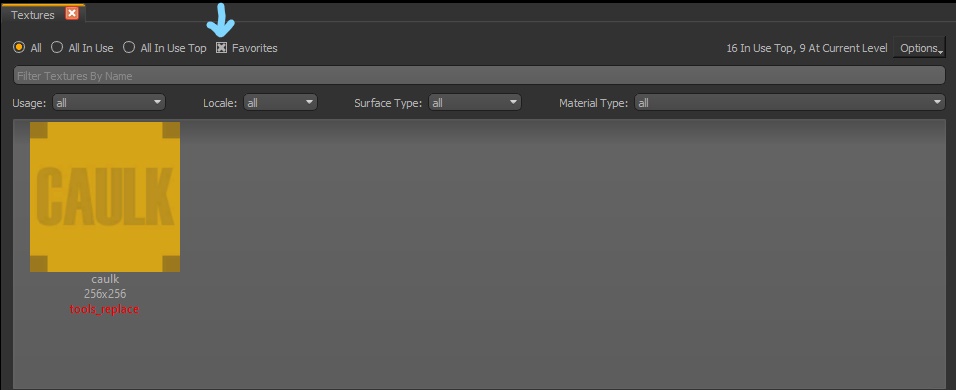 Textures
All All In Use All In Use Top Favorites 16 In Use Top, 9 At Current Level Options
Filter Textures By Name
Usage: all Locale: all Surface Type: all Material Type: all
CAULK
caulk
256x256
tools_replace